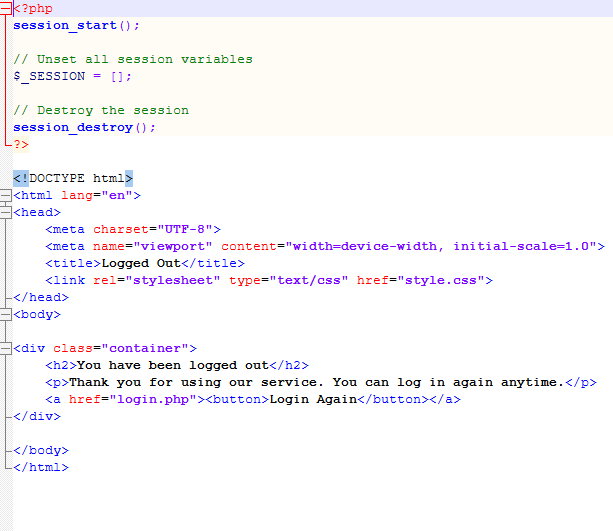 <?php
session_start();
// Unset all session variables
$_SESSION = [];
// Destroy the session
session_destroy();
?>
<!DOCTYPE html>
<html lang="en">
<head>
    <meta charset="UTF-8">
    <meta name="viewport" content="width=device-width, initial-scale=1.0">
    <title>Logged Out</title>
    <link rel="stylesheet" type="text/css" href="style.css">
</head>
<body>
<div class="container">
    <h2>You have been logged out</h2>
    <p>Thank you for using our service. You can log in again anytime.</p>
    <a href="login.php"><button>Login Again</button></a>
</div>
</body>
</html>